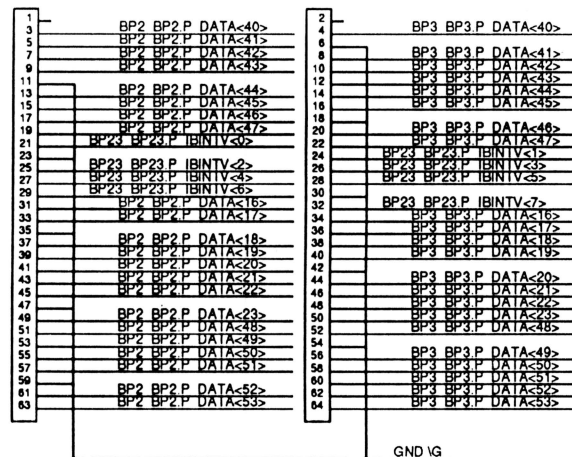 1
3 BP2 BP2.P DATA<40>
5 BP2 BP2.P DATA<41>
7 BP2 BP2.P DATA<42>
9 BP2 BP2.P DATA<43>
11
13 BP2 BP2.P DATA<44>
15 BP2 BP2.P DATA<45>
17 BP2 BP2.P DATA<46>
19 BP2 BP2.P DATA<47>
21 BP23 BP23.P IBINTV<0>
23
25 BP23 BP23.P IBINTV<2>
27 BP23 BP23.P IBINTV<4>
29 BP23 BP23.P IBINTV<6>
31 BP2 BP2.P DATA<16>
33 BP2 BP2.P DATA<17>
35
37 BP2 BP2.P DATA<18>
39 BP2 BP2.P DATA<19>
41 BP2 BP2.P DATA<20>
43 BP2 BP2.P DATA<21>
45 BP2 BP2.P DATA<22>
47
49 BP2 BP2.P DATA<23>
51 BP2 BP2.P DATA<48>
53 BP2 BP2.P DATA<49>
55 BP2 BP2.P DATA<50>
57 BP2 BP2.P DATA<51>
59
61 BP2 BP2.P DATA<52>
63 BP2 BP2.P DATA<53>
2
4 BP3 BP3.P DATA<40>
6
8 BP3 BP3.P DATA<41>
10 BP3 BP3.P DATA<42>
12 BP3 BP3.P DATA<43>
14 BP3 BP3.P DATA<44>
16 BP3 BP3.P DATA<45>
18
20 BP3 BP3.P DATA<46>
22 BP3 BP3.P DATA<47>
24 BP23 BP23.P IBINTV<1>
26 BP23 BP23.P IBINTV<3>
28 BP23 BP23.P IBINTV<5>
30
32 BP23 BP23.P IBINTV<7>
34 BP3 BP3.P DATA<16>
36 BP3 BP3.P DATA<17>
38 BP3 BP3.P DATA<18>
40 BP3 BP3.P DATA<19>
42
44 BP3 BP3.P DATA<20>
46 BP3 BP3.P DATA<21>
48 BP3 BP3.P DATA<22>
50 BP3 BP3.P DATA<23>
52 BP3 BP3.P DATA<48>
54
56 BP3 BP3.P DATA<49>
58 BP3 BP3.P DATA<50>
60 BP3 BP3.P DATA<51>
62 BP3 BP3.P DATA<52>
64 BP3 BP3.P DATA<53>
GND \G